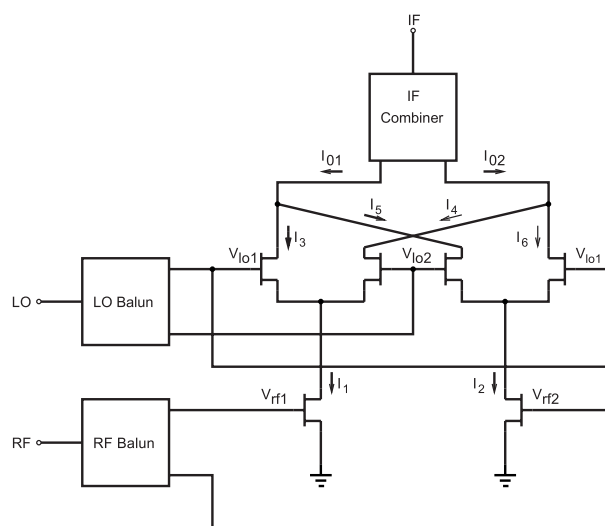 IF
IF
Combiner
I01
I02
I5
I4
I3
I6
Vlo1
Vlo2
Vlo1
LO
LO Balun
I1
I2
Vrf1
Vrf2
RF
RF Balun